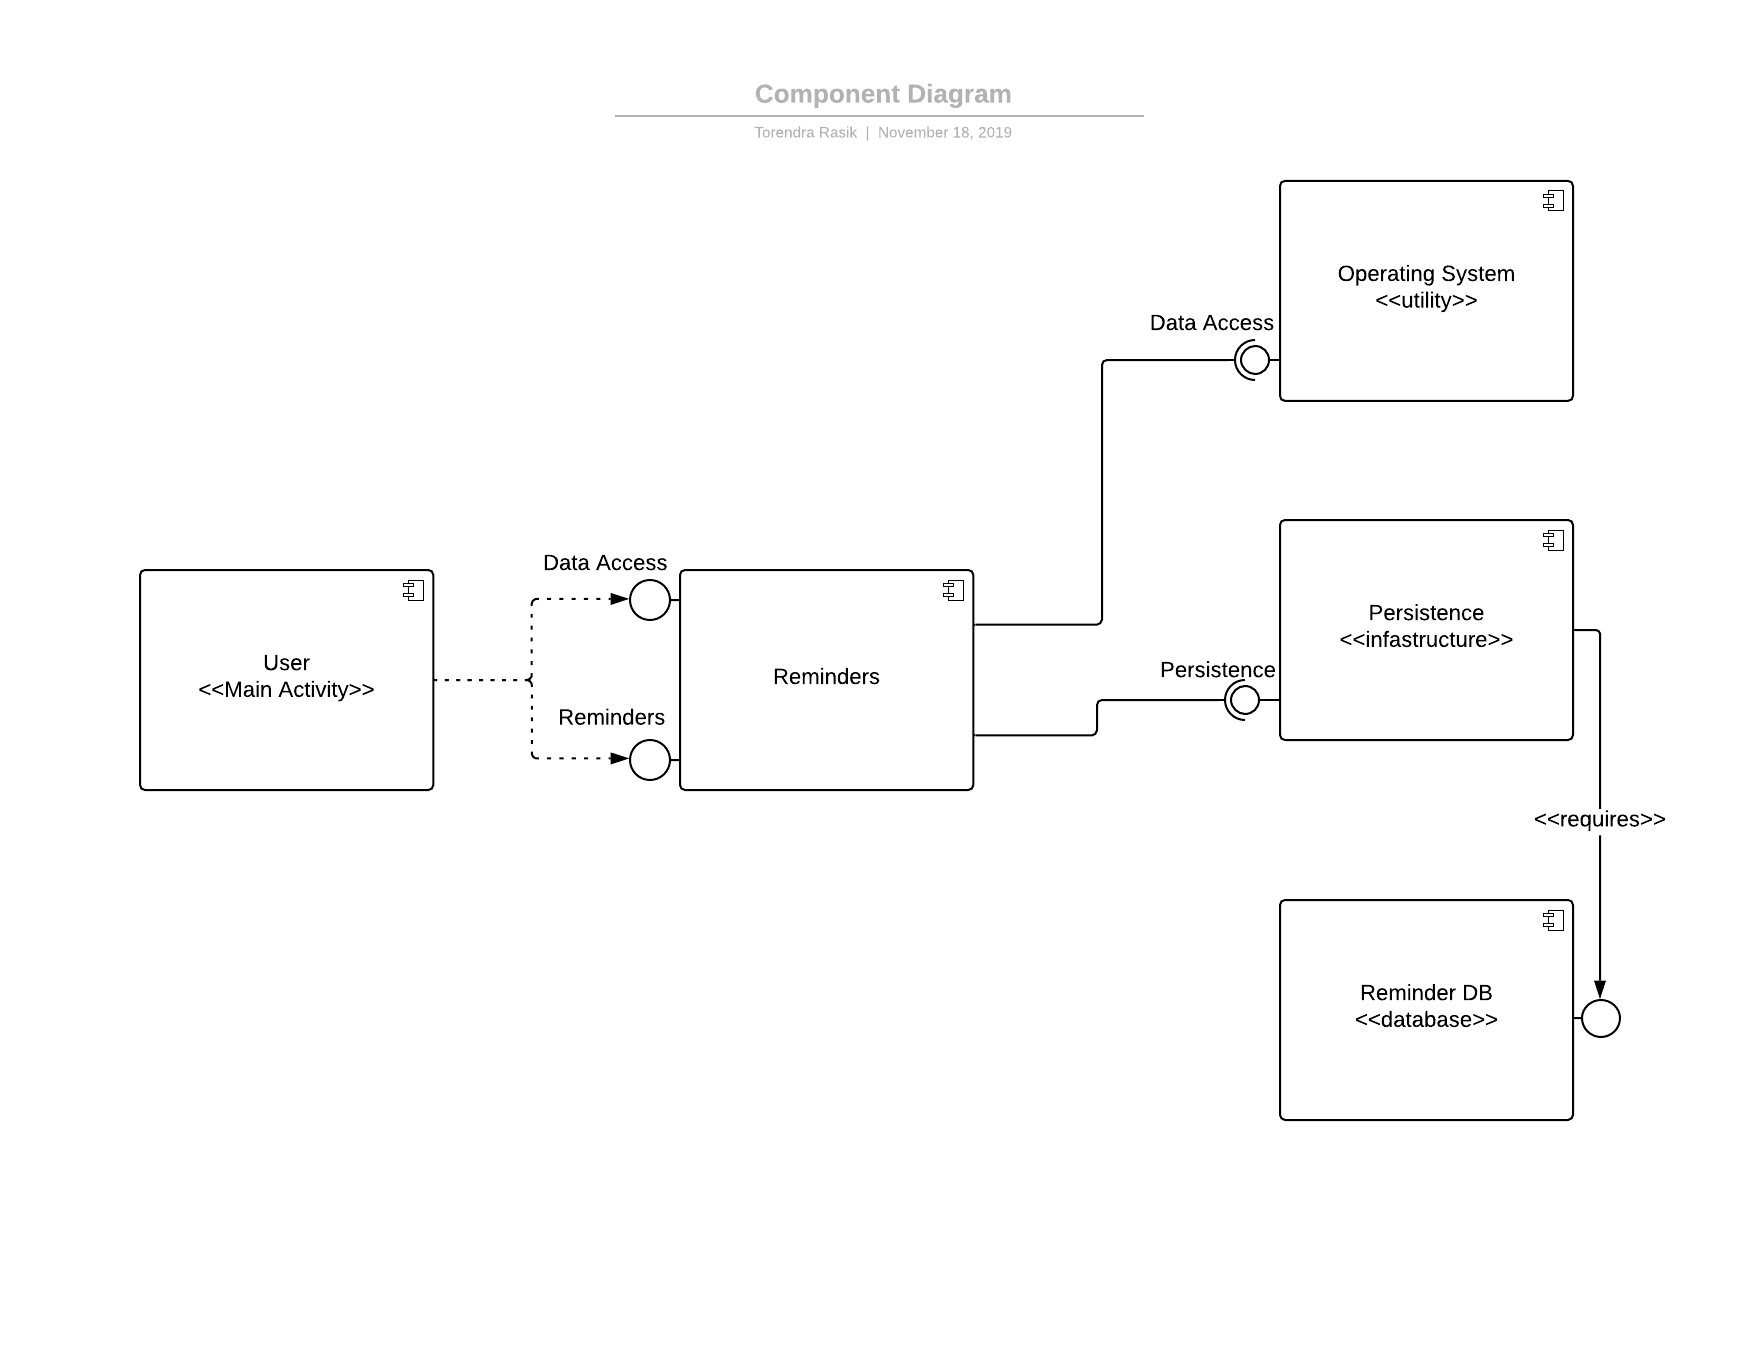 Component Diagram
Torendra Rasik | November 18, 2019
Operating System
<<utility>>
Data Access
Data Access
User
<<Main Activity>>
Reminders
Reminders
Persistence
Persistence
<<infastructure>>
<<requires>>
Reminder DB
<<database>>